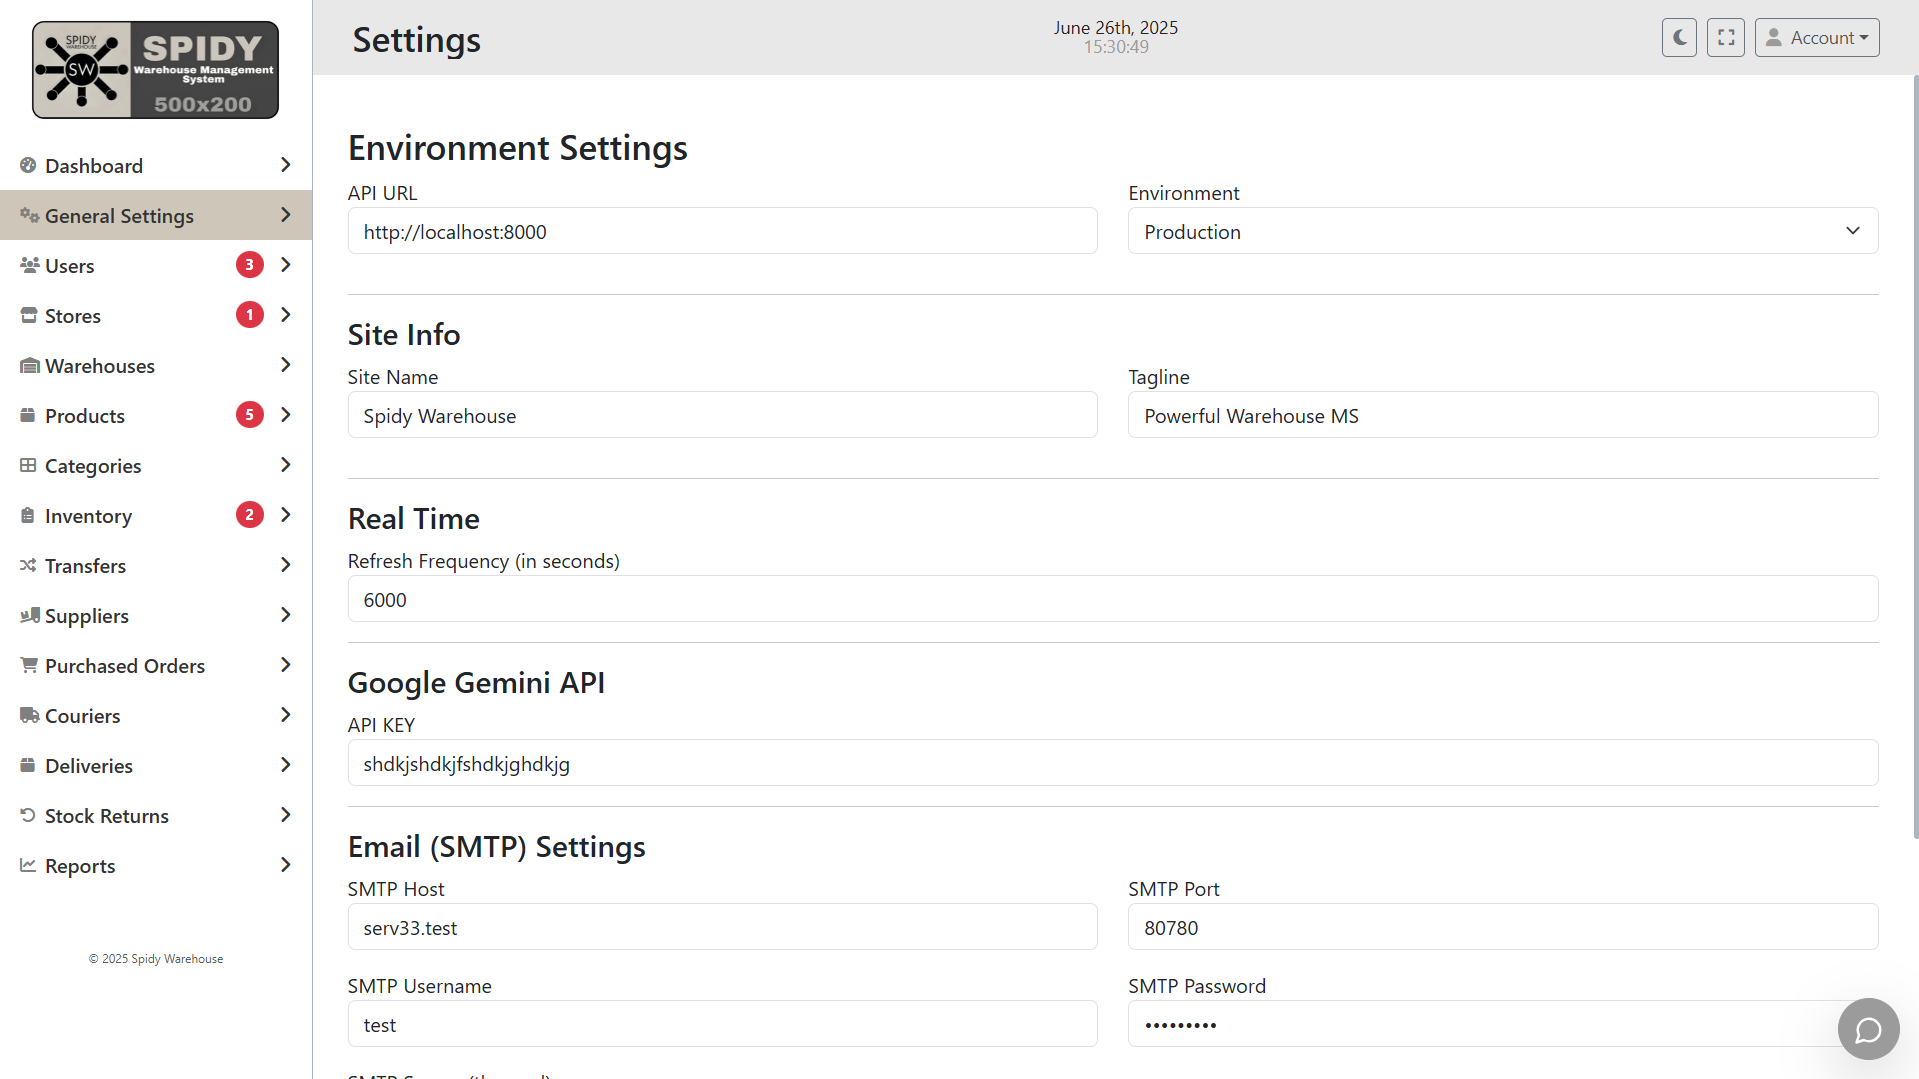 SPIDY
WAREHOUSE
SW
SPIDY
Warehouse Management
System
500x200
Settings
June 26th, 2025
15:30:49
Account
Dashboard
General Settings
Users
3
Stores
1
Warehouses
Products
5
Categories
Inventory
2
Transfers
Suppliers
Purchased Orders
Couriers
Deliveries
Stock Returns
Reports
© 2025 Spidy Warehouse
Environment Settings
API URL
Environment
http://localhost:8000
Production
Site Info
Site Name
Tagline
Spidy Warehouse
Powerful Warehouse MS
Real Time
Refresh Frequency (in seconds)
6000
Google Gemini API
API KEY
shdkjshdkjfshdkjghdkjg
Email (SMTP) Settings
SMTP Host
SMTP Port
serv33.test
80780
SMTP Username
SMTP Password
test
•••••••••